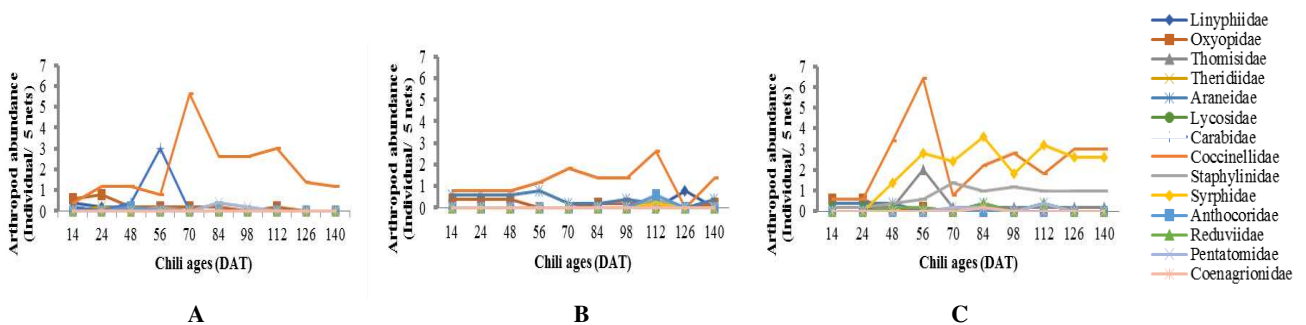 Arthropod abundance
(Individual/ 5 nets)
7
6
5
4
3
2
1
0
14 24 48 56 70 84 98 112 126 140
Chili ages (DAT)
A
Arthropod abundance
(Individual/ 5 nets)
7
6
5
4
3
2
1
0
14 24 48 56 70 84 98 112 126 140
Chili ages (DAT)
B
Arthropod abundance
(Individual/ 5 nets)
7
6
5
4
3
2
1
0
14 24 48 56 70 84 98 112 126 140
Chili ages (DAT)
C
Linyphiidae
Oxyopidae
Thomisidae
Theridiidae
Araneidae
Lycosidae
Carabidae
Coccinellidae
Staphylinidae
Syrphidae
Anthocoridae
Reduviidae
Pentatomidae
Coenagrionidae